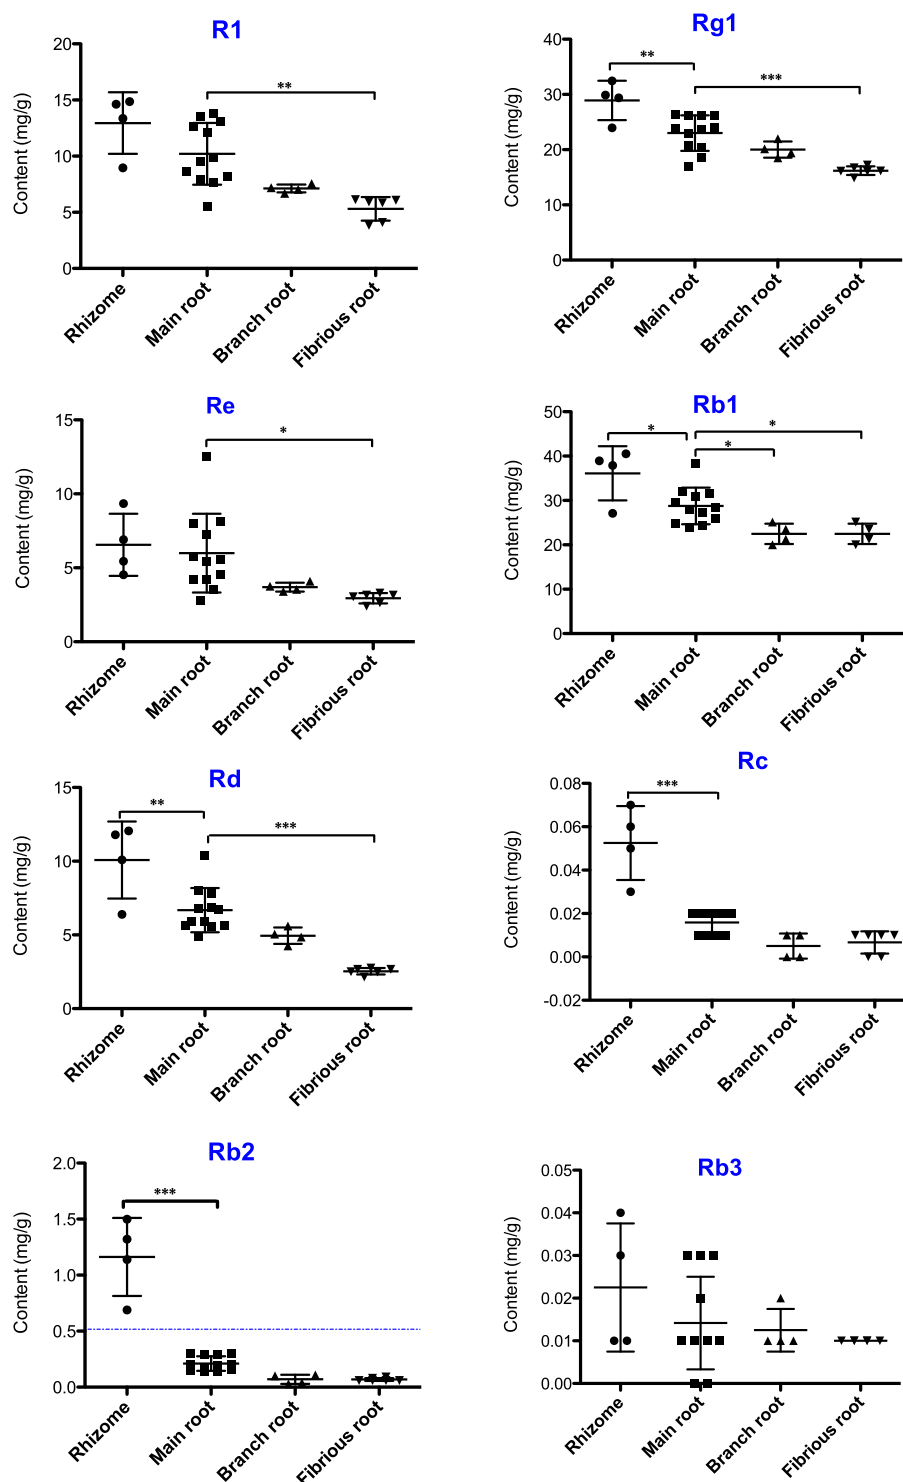 R1
Content (mg/g)
20
15
10
5
0
**
Rhizome
Main root
Branch root
Fibrious root
Rg1
Content (mg/g)
40
30
20
10
0
**
***
Rhizome
Main root
Branch root
Fibrious root
Re
Content (mg/g)
15
10
5
0
*
Rhizome
Main root
Branch root
Fibrious root
Rb1
Content (mg/g)
50
40
30
20
10
0
*
*
*
Rhizome
Main root
Branch root
Fibrious root
Rd
Content (mg/g)
15
10
5
0
**
***
Rhizome
Main root
Branch root
Fibrious root
Rc
Content (mg/g)
0.08
0.06
0.04
0.02
0.00
-0.02
***
Rhizome
Main root
Branch root
Fibrious root
Rb2
Content (mg/g)
2.0
1.5
1.0
0.5
0.0
***
Rhizome
Main root
Branch root
Fibrious root
Rb3
Content (mg/g)
0.05
0.04
0.03
0.02
0.01
0.00
Rhizome
Main root
Branch root
Fibrious root